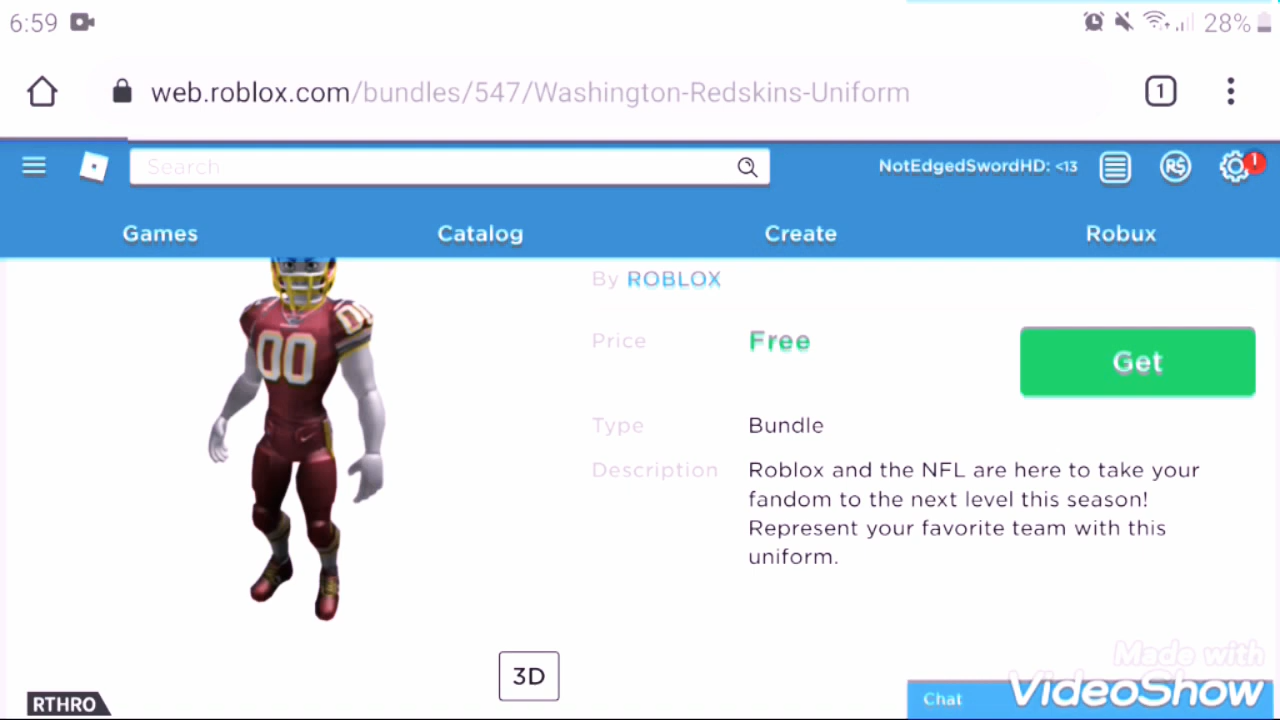 6:59
28%
web.roblox.com/bundles/547/Washington-Redskins-Uniform
1
Search
NotEdgedSwordHD: <13
R$
1
Games
Catalog
Create
Robux
By ROBLOX
00
00
Price
Free
Get
Type
Bundle
Description
Roblox and the NFL are here to take your
fandom to the next level this season!
Represent your favorite team with this
uniform.
3D
RTHRO
Chat
Made with
VideoShow